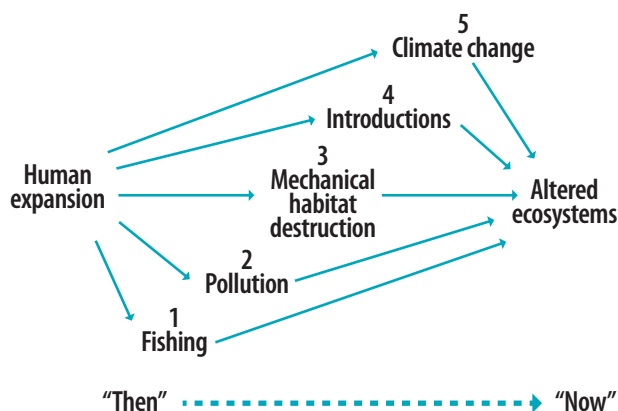 5
Climate change
4
Introductions
3
Mechanical
habitat
destruction
Human
expansion
Altered
ecosystems
2
Pollution
1
Fishing
“Then”
“Now”